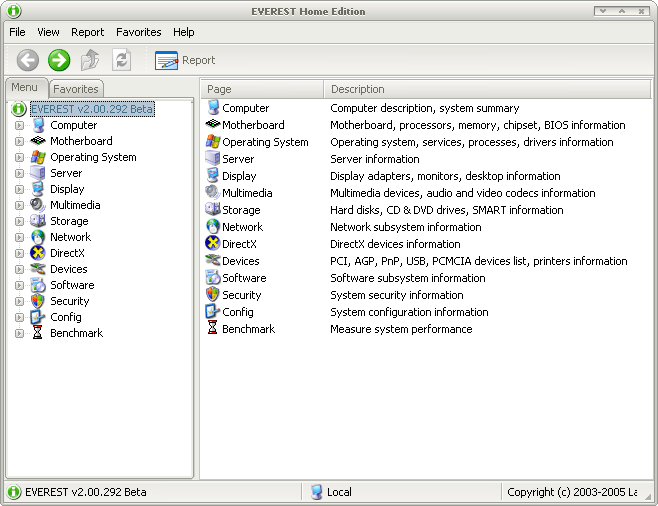 EVEREST Home Edition
File View Report Favorites Help
Report
Menu Favorites
Page Description
EVEREST v2.00.292 Beta
Computer
Motherboard
Operating System
Server
Display
Multimedia
Storage
Network
DirectX
Devices
Software
Security
Config
Benchmark
Computer Computer description, system summary
Motherboard Motherboard, processors, memory, chipset, BIOS information
Operating System Operating system, services, processes, drivers information
Server Server information
Display Display adapters, monitors, desktop information
Multimedia Multimedia devices, audio and video codecs information
Storage Hard disks, CD & DVD drives, SMART information
Network Network subsystem information
DirectX DirectX devices information
Devices PCI, AGP, PnP, USB, PCMCIA devices list, printers information
Software Software subsystem information
Security System security information
Config System configuration information
Benchmark Measure system performance
EVEREST v2.00.292 Beta Local Copyright (c) 2003-2005 La